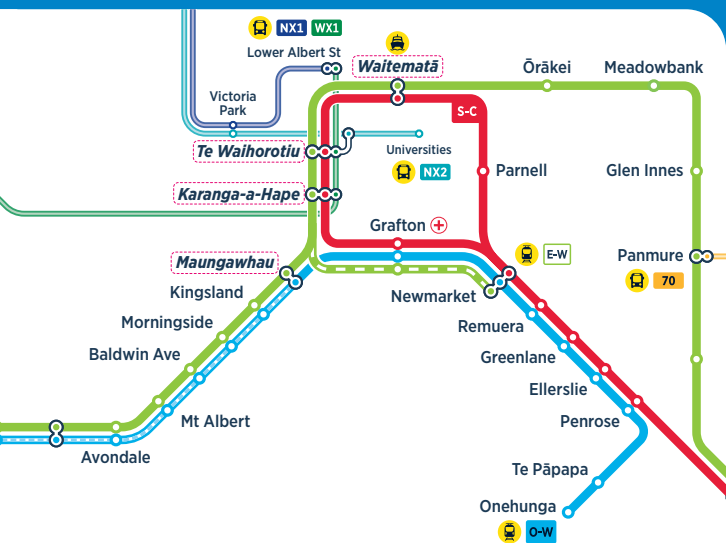 NX1 WX1
Lower Albert St
Waitematā
Ōrākei
Meadowbank
Victoria
Park
S-C
Te Waihorotiu
Universities
NX2
Parnell
Glen Innes
Karanga-a-Hape
Grafton
Maungawhau
E-W
Panmure
70
Kingsland
Newmarket
Morningside
Remuera
Baldwin Ave
Greenlane
Ellerslie
Mt Albert
Penrose
Avondale
Te Pāpapa
Onehunga
O-W